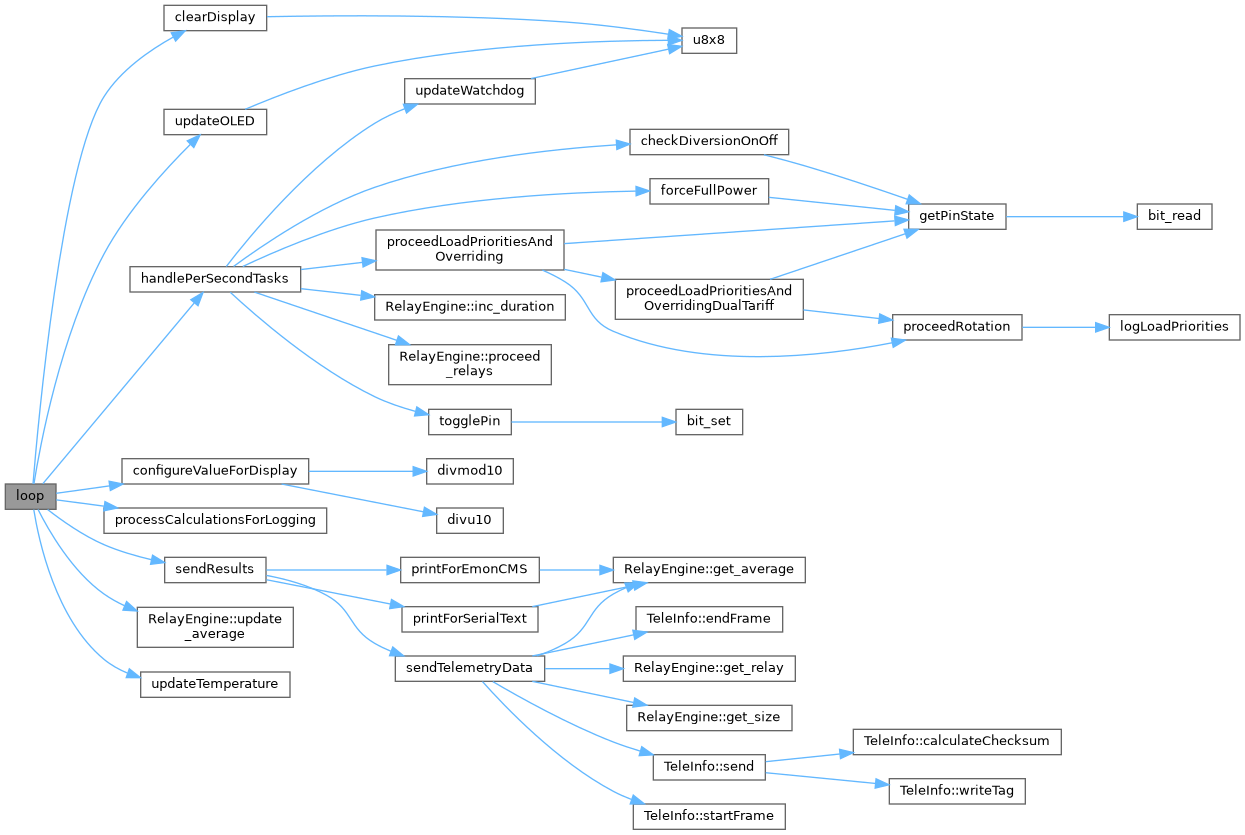 clearDisplay
u8x8
updateWatchdog
updateOLED
checkDiversionOnOff
forceFullPower
getPinState
bit_read
proceedLoadPrioritiesAnd
Overriding
handlePerSecondTasks
proceedLoadPrioritiesAnd
OverridingDualTariff
RelayEngine::inc_duration
proceedRotation
logLoadPriorities
RelayEngine::proceed
_relays
togglePin
bit_set
configureValueForDisplay
divmod10
loop
processCalculationsForLogging
divu10
sendResults
printForEmonCMS
RelayEngine::get_average
RelayEngine::update
_average
printForSerialText
TeleInfo::endFrame
sendTelemetryData
RelayEngine::get_relay
updateTemperature
RelayEngine::get_size
TeleInfo::calculateChecksum
TeleInfo::send
TeleInfo::writeTag
TeleInfo::startFrame